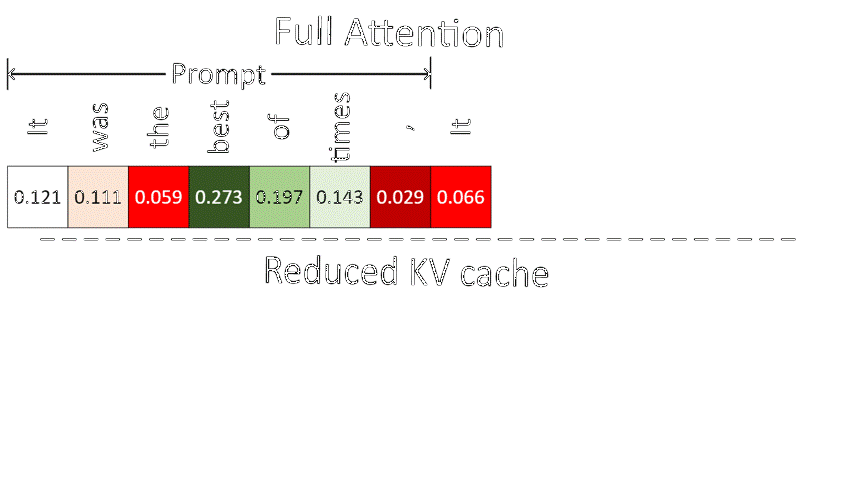 Full Attention
Prompt
It was the best of times , It
0.121 0.111 0.059 0.273 0.197 0.143 0.029 0.066
Reduced KV cache